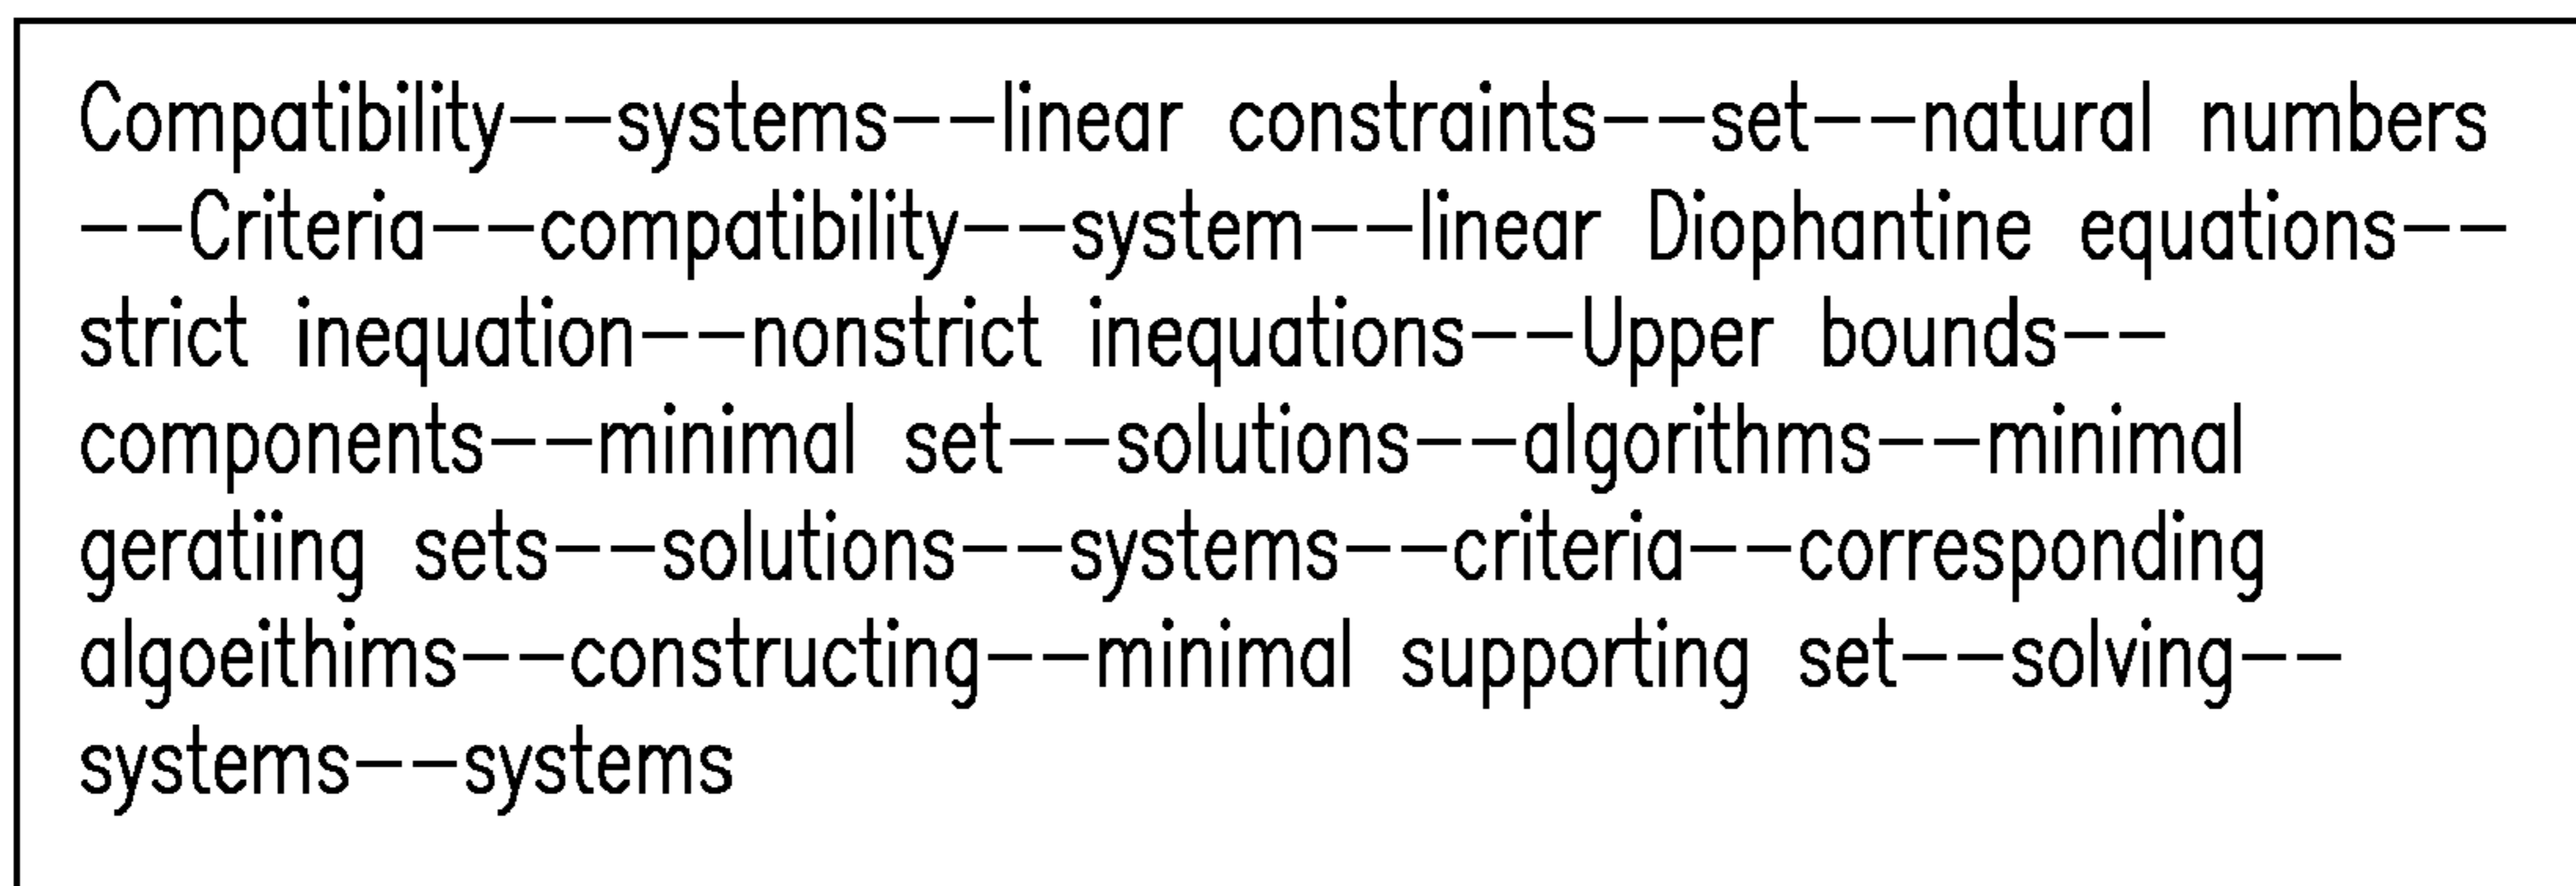 Compatibility--systems--linear constraints--set--natural numbers
--Criteria--compatibility--system--linear Diophantine equations--
strict inequation--nonstrict inequations--Upper bounds--
components--minimal set--solutions--algorithms--minimal
geratiing sets--solutions--systems--criteria--corresponding
algoeithims--constructing--minimal supporting set--solving--
systems--systems